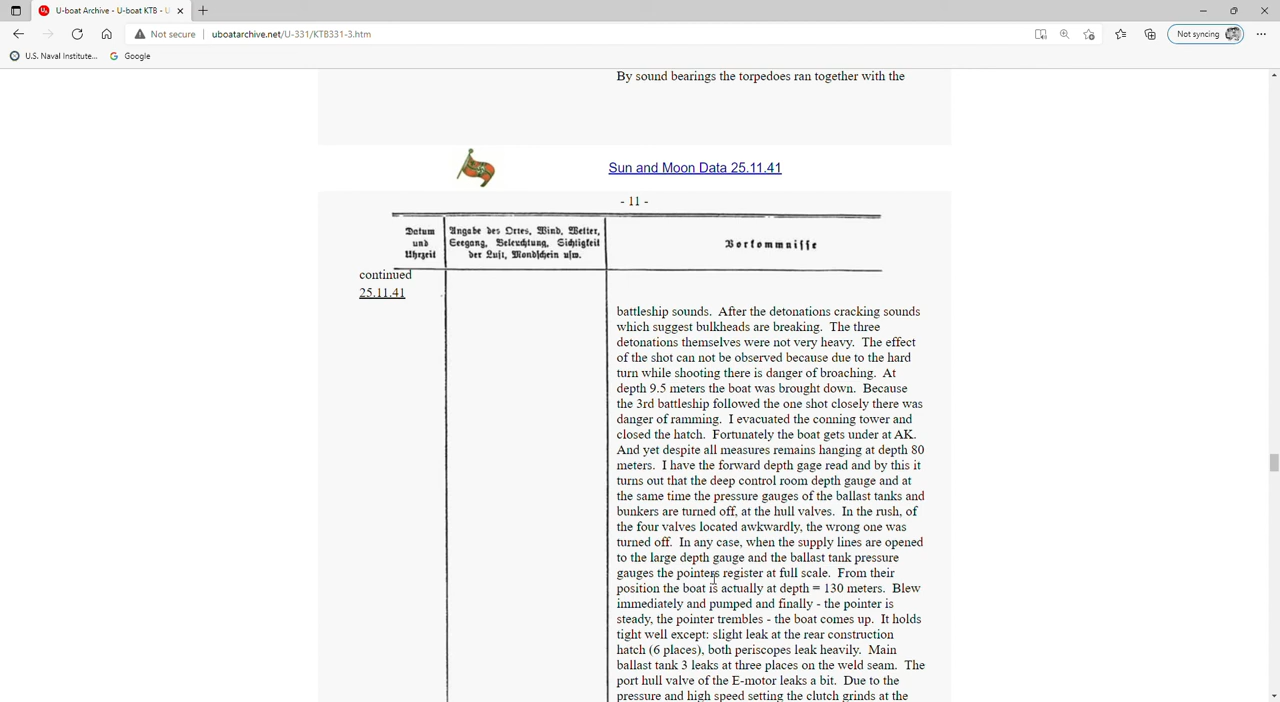 U-boat Archive - U-boat KTB - U
Not secure
uboatarchive.net/U-331/KTB331-3.htm
Not syncing
U.S. Naval Institute...
Google
By sound bearings the torpedoes ran together with the
Sun and Moon Data 25.11.41
- 11 -
Datum
und
Uhrzeit
Angabe des Ortes, Wind, Wetter,
Seegang, Beleuchtung, Sichtigkeit
der Luft, Mondschein usw.
Vorkommnisse
continued
25.11.41
battleship sounds.  After the detonations cracking sounds
which suggest bulkheads are breaking.  The three
detonations themselves were not very heavy.  The effect
of the shot can not be observed because due to the hard
turn while shooting there is danger of broaching.  At
depth 9.5 meters the boat was brought down.  Because
the 3rd battleship followed the one shot closely there was
danger of ramming.  I evacuated the conning tower and
closed the hatch.  Fortunately the boat gets under at AK.
And yet despite all measures remains hanging at depth 80
meters.  I have the forward depth gage read and by this it
turns out that the deep control room depth gauge and at
the same time the pressure gauges of the ballast tanks and
bunkers are turned off, at the hull valves.  In the rush, of
the four valves located awkwardly, the wrong one was
turned off.  In any case, when the supply lines are opened
to the large depth gauge and the ballast tank pressure
gauges the pointers register at full scale.  From their
position the boat is actually at depth = 130 meters.  Blew
immediately and pumped and finally - the pointer is
steady, the pointer trembles - the boat comes up.  It holds
tight well except: slight leak at the rear construction
hatch (6 places), both periscopes leak heavily.  Main
ballast tank 3 leaks at three places on the weld seam.  The
port hull valve of the E-motor leaks a bit.  Due to the
pressure and high speed setting the clutch grinds at the